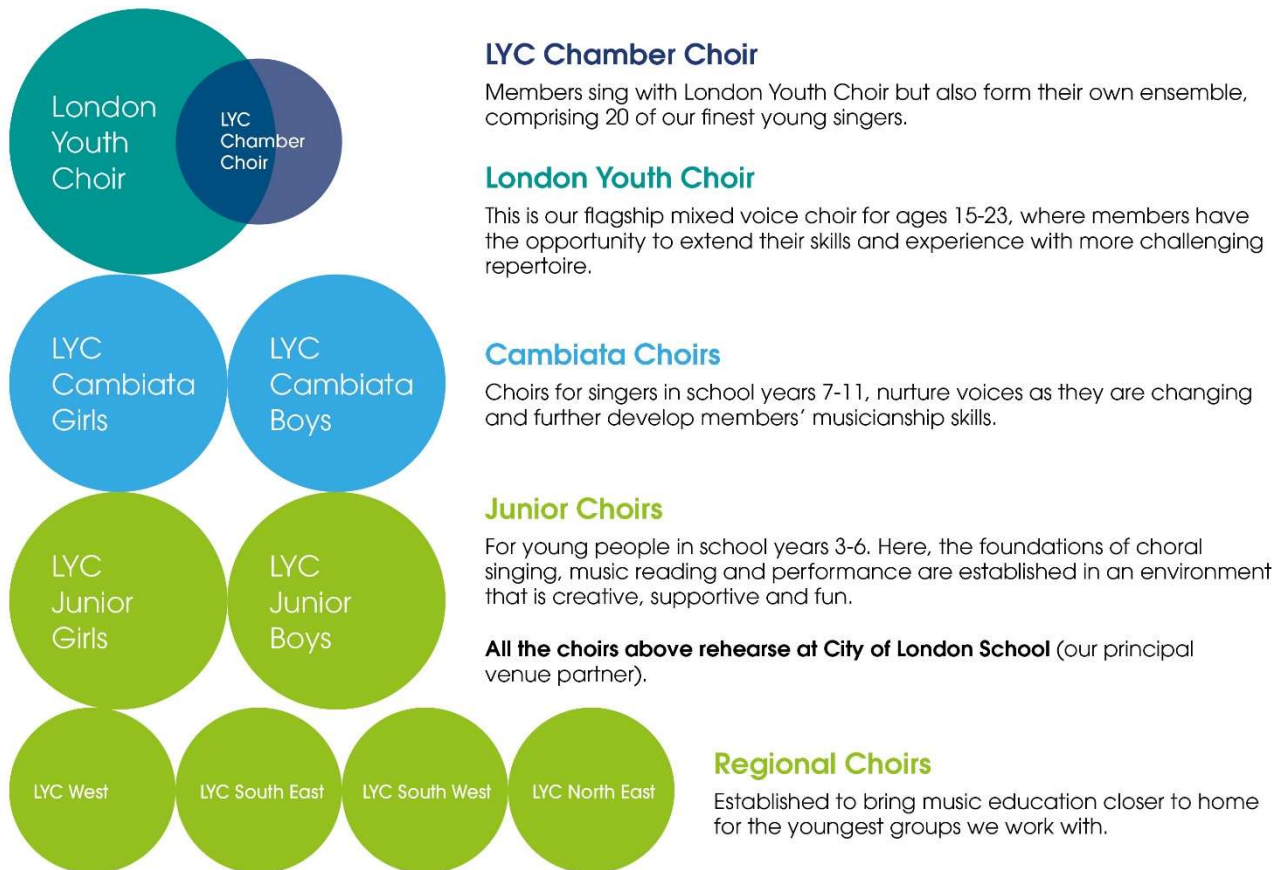 London
Youth
Choir
LYC
Chamber
Choir
LYC Chamber Choir
Members sing with London Youth Choir but also form their own ensemble,
comprising 20 of our finest young singers.
London Youth Choir
This is our flagship mixed voice choir for ages 15-23, where members have
the opportunity to extend their skills and experience with more challenging
repertoire.
LYC
Cambiata
Girls
LYC
Cambiata
Boys
Cambiata Choirs
Choirs for singers in school years 7-11, nurture voices as they are changing
and further develop members' musicianship skills.
LYC
Junior
Girls
LYC
Junior
Boys
Junior Choirs
For young people in school years 3-6. Here, the foundations of choral
singing, music reading and performance are established in an environment
that is creative, supportive and fun.
All the choirs above rehearse at City of London School (our principal
venue partner).
LYC West
LYC South East
LYC South West
LYC North East
Regional Choirs
Established to bring music education closer to home
for the youngest groups we work with.